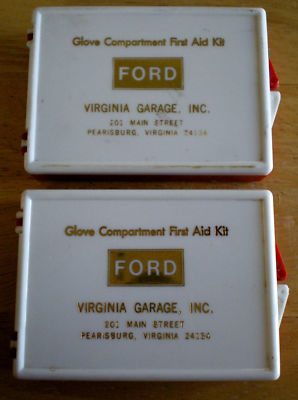 Glove Compartment First Aid Kit
FORD
VIRGINIA GARAGE, INC.
201 MAIN STREET
PEARISBURG, VIRGINIA 24134
Glove Compartment First Aid Kit
FORD
VIRGINIA GARAGE, INC.
201 MAIN STREET
PEARISBURG, VIRGINIA